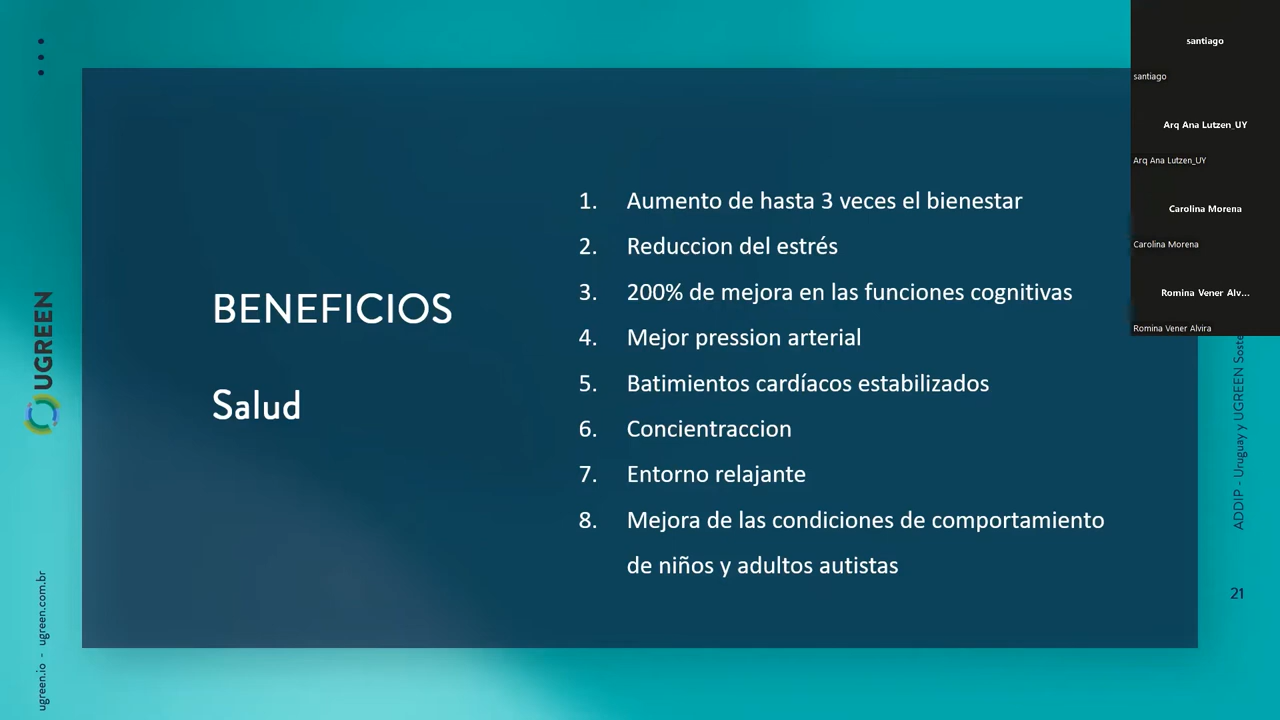 BENEFICIOS
Salud
1. Aumento de hasta 3 veces el bienestar
2. Reduccion del estrés
3. 200% de mejora en las funciones cognitivas
4. Mejor pression arterial
5. Batimientos cardíacos estabilizados
6. Concientraccion
7. Entorno relajante
8. Mejora de las condiciones de comportamiento
de niños y adultos autistas
UGREEN
ugreen.io - ugreen.com.br
santiago
santiago
Arq Ana Lutzen_UY
Arq Ana Lutzen_UY
Carolina Morena
Carolina Morena
Romina Vener Alv...
Romina Vener Alvira
ADDIP - Uruguay y UGREEN Soste
21